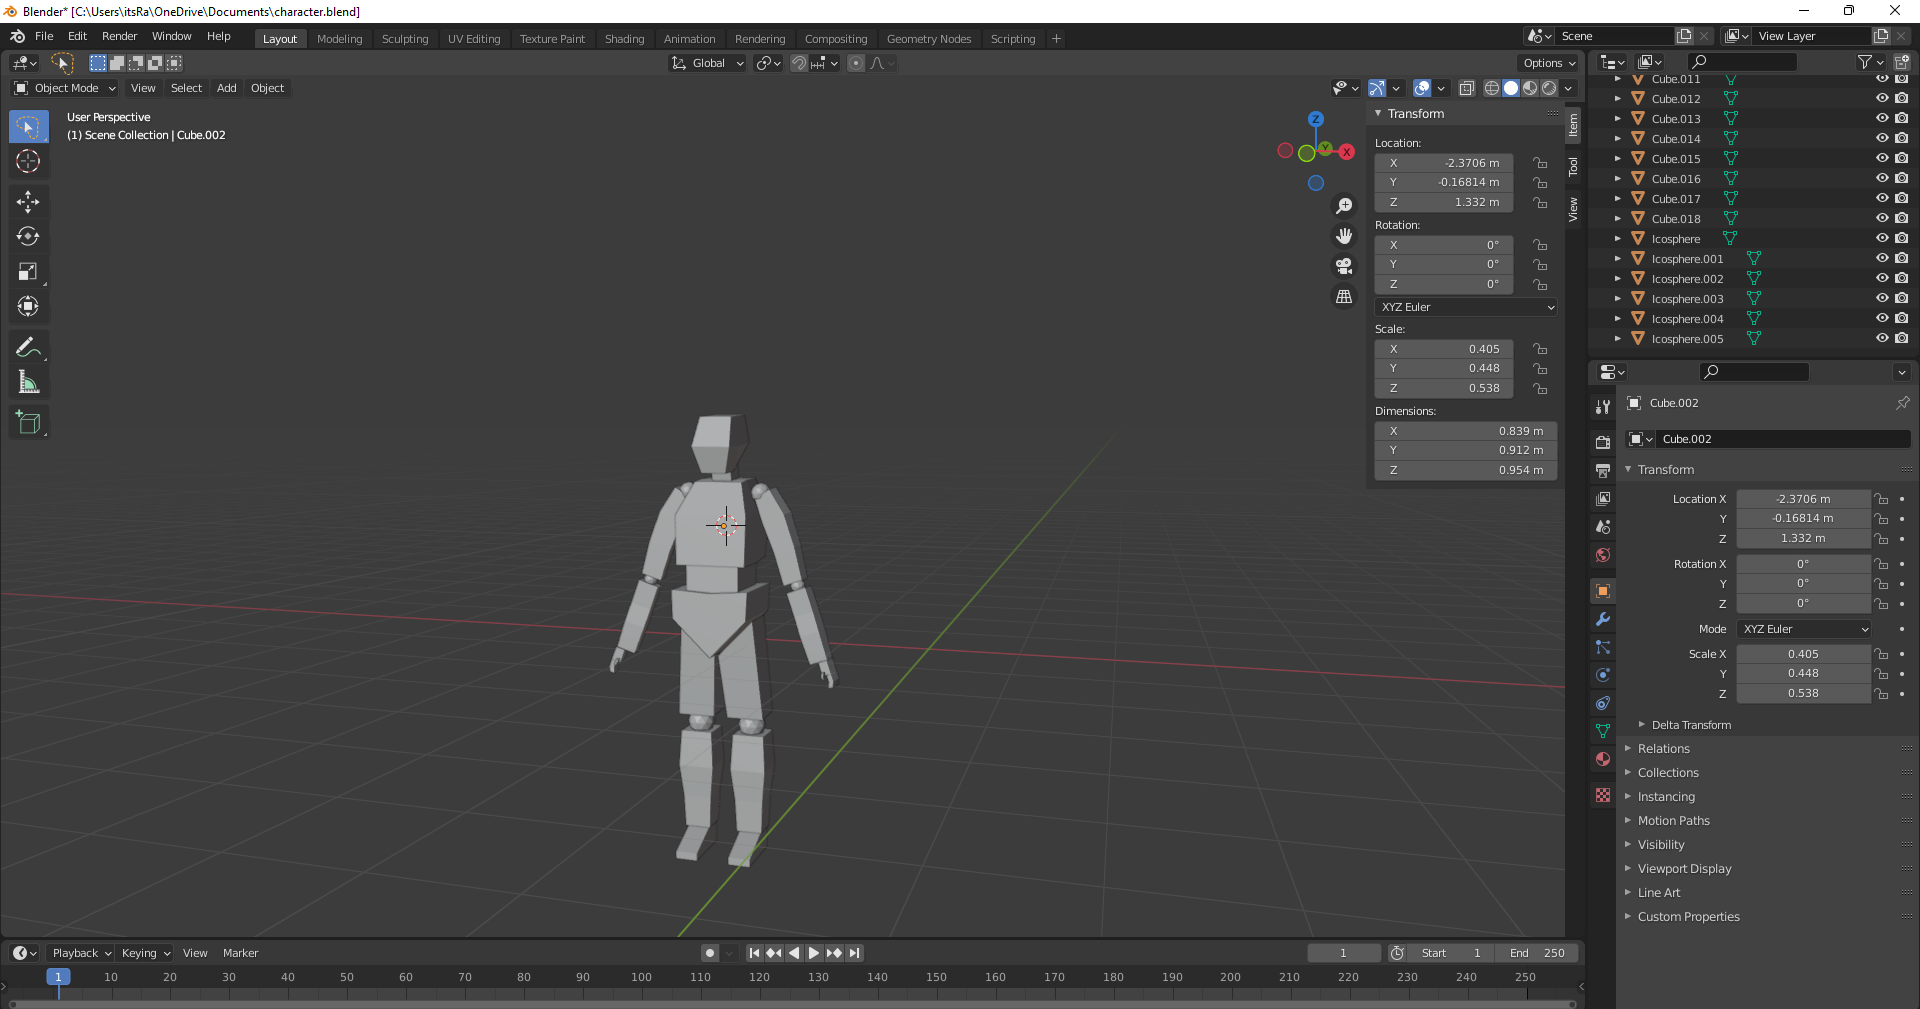 Blender* [C:\Users\itsRa\OneDrive\Documents\character.blend]
File Edit Render Window Help
Layout Modeling Sculpting UV Editing Texture Paint Shading Animation Rendering Compositing Geometry Nodes Scripting +
Scene
View Layer
Global
Options
Object Mode View Select Add Object
User Perspective
(1) Scene Collection | Cube.002
Z
Y
X
Transform
Location:
X -2.3706 m
Y -0.16814 m
Z 1.332 m
Rotation:
X 0°
Y 0°
Z 0°
XYZ Euler
Scale:
X 0.405
Y 0.448
Z 0.538
Dimensions:
X 0.839 m
Y 0.912 m
Z 0.954 m
Item
Tool
View
Cube.011
Cube.012
Cube.013
Cube.014
Cube.015
Cube.016
Cube.017
Cube.018
Icosphere
Icosphere.001
Icosphere.002
Icosphere.003
Icosphere.004
Icosphere.005
Cube.002
Cube.002
Transform
Location X -2.3706 m
Y -0.16814 m
Z 1.332 m
Rotation X 0°
Y 0°
Z 0°
Mode XYZ Euler
Scale X 0.405
Y 0.448
Z 0.538
Delta Transform
Relations
Collections
Instancing
Motion Paths
Visibility
Viewport Display
Line Art
Custom Properties
Playback Keying View Marker
1 Start 1 End 250
1 10 20 30 40 50 60 70 80 90 100 110 120 130 140 150 160 170 180 190 200 210 220 230 240 250